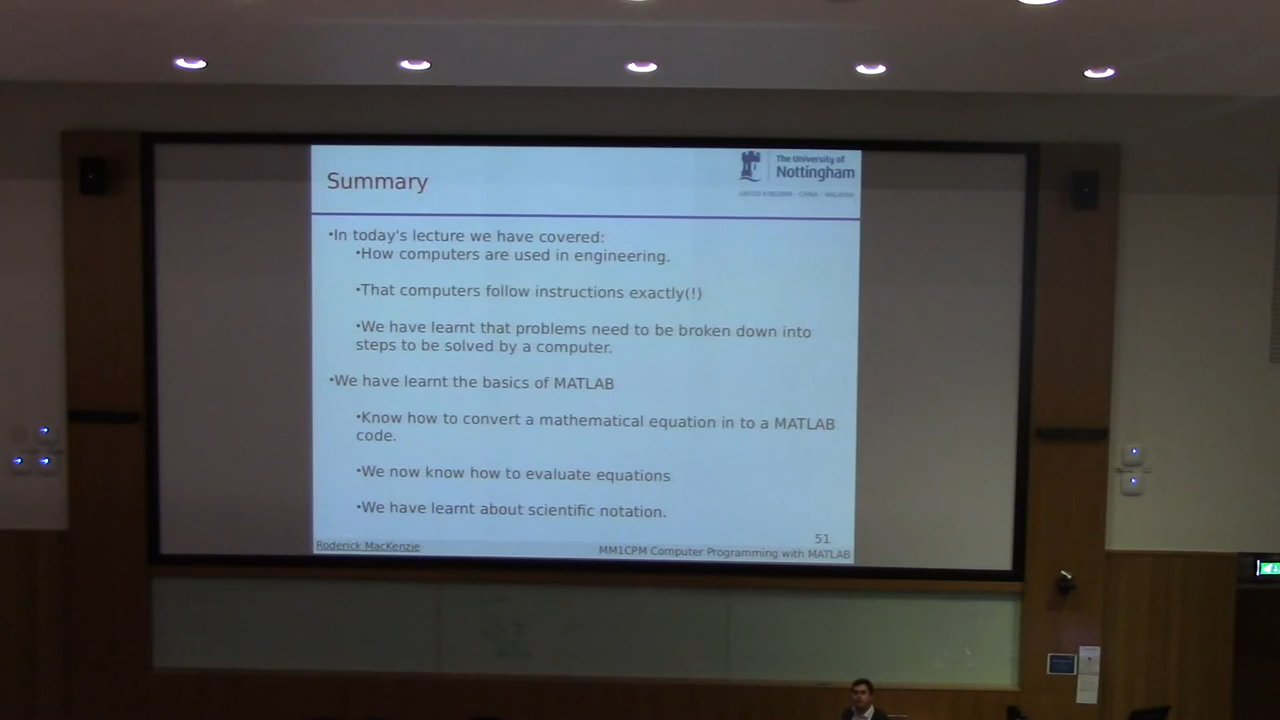 Summary
The University of
Nottingham
UNITED KINGDOM · CHINA · MALAYSIA
•In today's lecture we have covered:
•How computers are used in engineering.
•That computers follow instructions exactly(!)
•We have learnt that problems need to be broken down into
steps to be solved by a computer.
•We have learnt the basics of MATLAB
•Know how to convert a mathematical equation in to a MATLAB
code.
•We now know how to evaluate equations
•We have learnt about scientific notation.
51
Roderick MacKenzie
MM1CPM Computer Programming with MATLAB